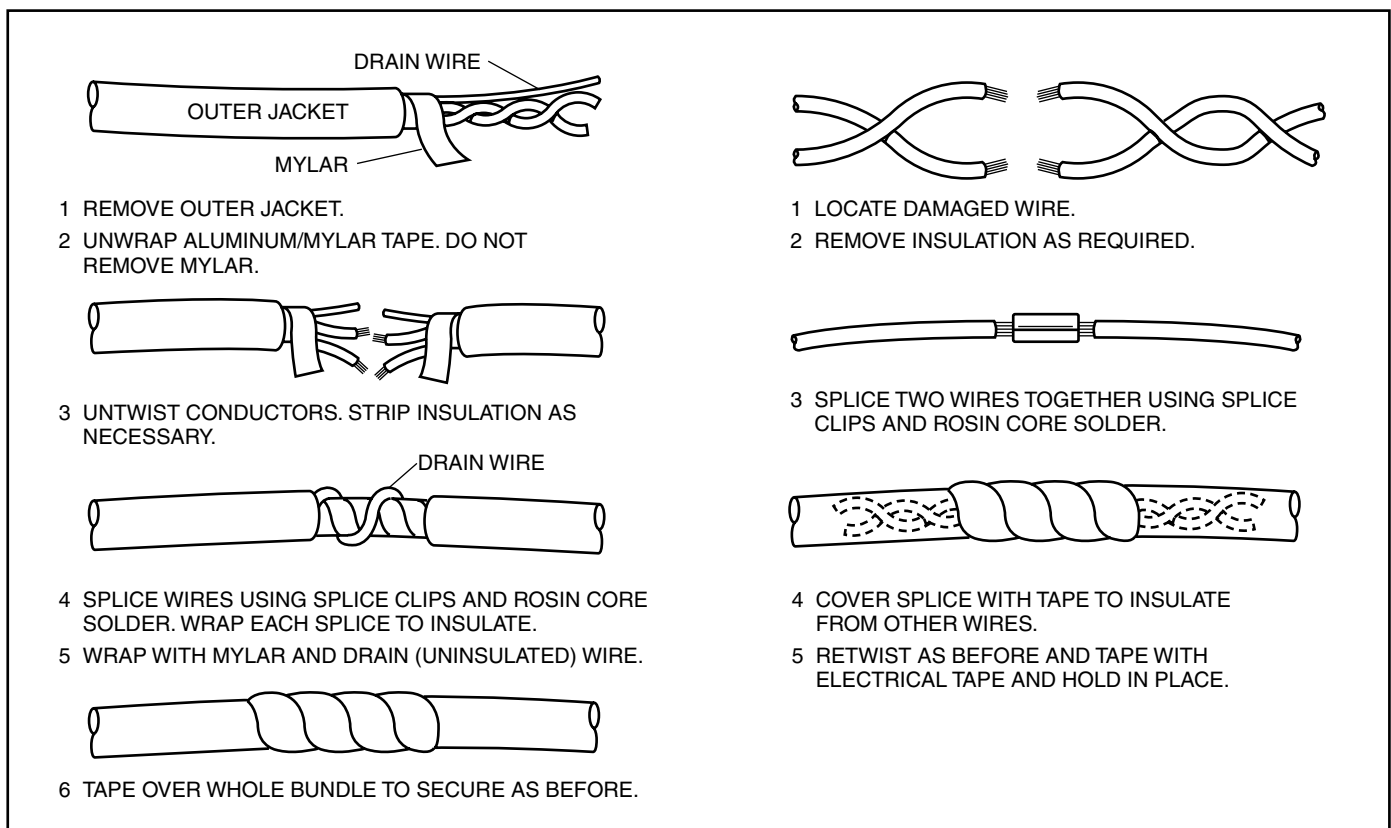 DRAIN WIRE
OUTER JACKET
MYLAR
1 REMOVE OUTER JACKET.
2 UNWRAP ALUMINUM/MYLAR TAPE. DO NOT
REMOVE MYLAR.
3 UNTWIST CONDUCTORS. STRIP INSULATION AS
NECESSARY.
DRAIN WIRE
4 SPLICE WIRES USING SPLICE CLIPS AND ROSIN CORE
SOLDER. WRAP EACH SPLICE TO INSULATE.
5 WRAP WITH MYLAR AND DRAIN (UNINSULATED) WIRE.
6 TAPE OVER WHOLE BUNDLE TO SECURE AS BEFORE.
1 LOCATE DAMAGED WIRE.
2 REMOVE INSULATION AS REQUIRED.
3 SPLICE TWO WIRES TOGETHER USING SPLICE
CLIPS AND ROSIN CORE SOLDER.
4 COVER SPLICE WITH TAPE TO INSULATE
FROM OTHER WIRES.
5 RETWIST AS BEFORE AND TAPE WITH
ELECTRICAL TAPE AND HOLD IN PLACE.